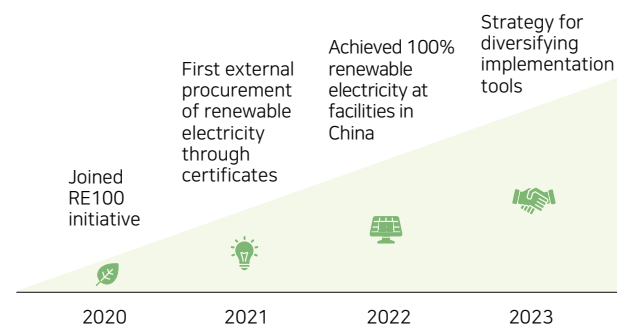 Joined
RE100
initiative
First external
procurement
of renewable
electricity
through
certificates
Achieved 100%
renewable
electricity at
facilities in
China
Strategy for
diversifying
implementation
tools
2020
2021
2022
2023